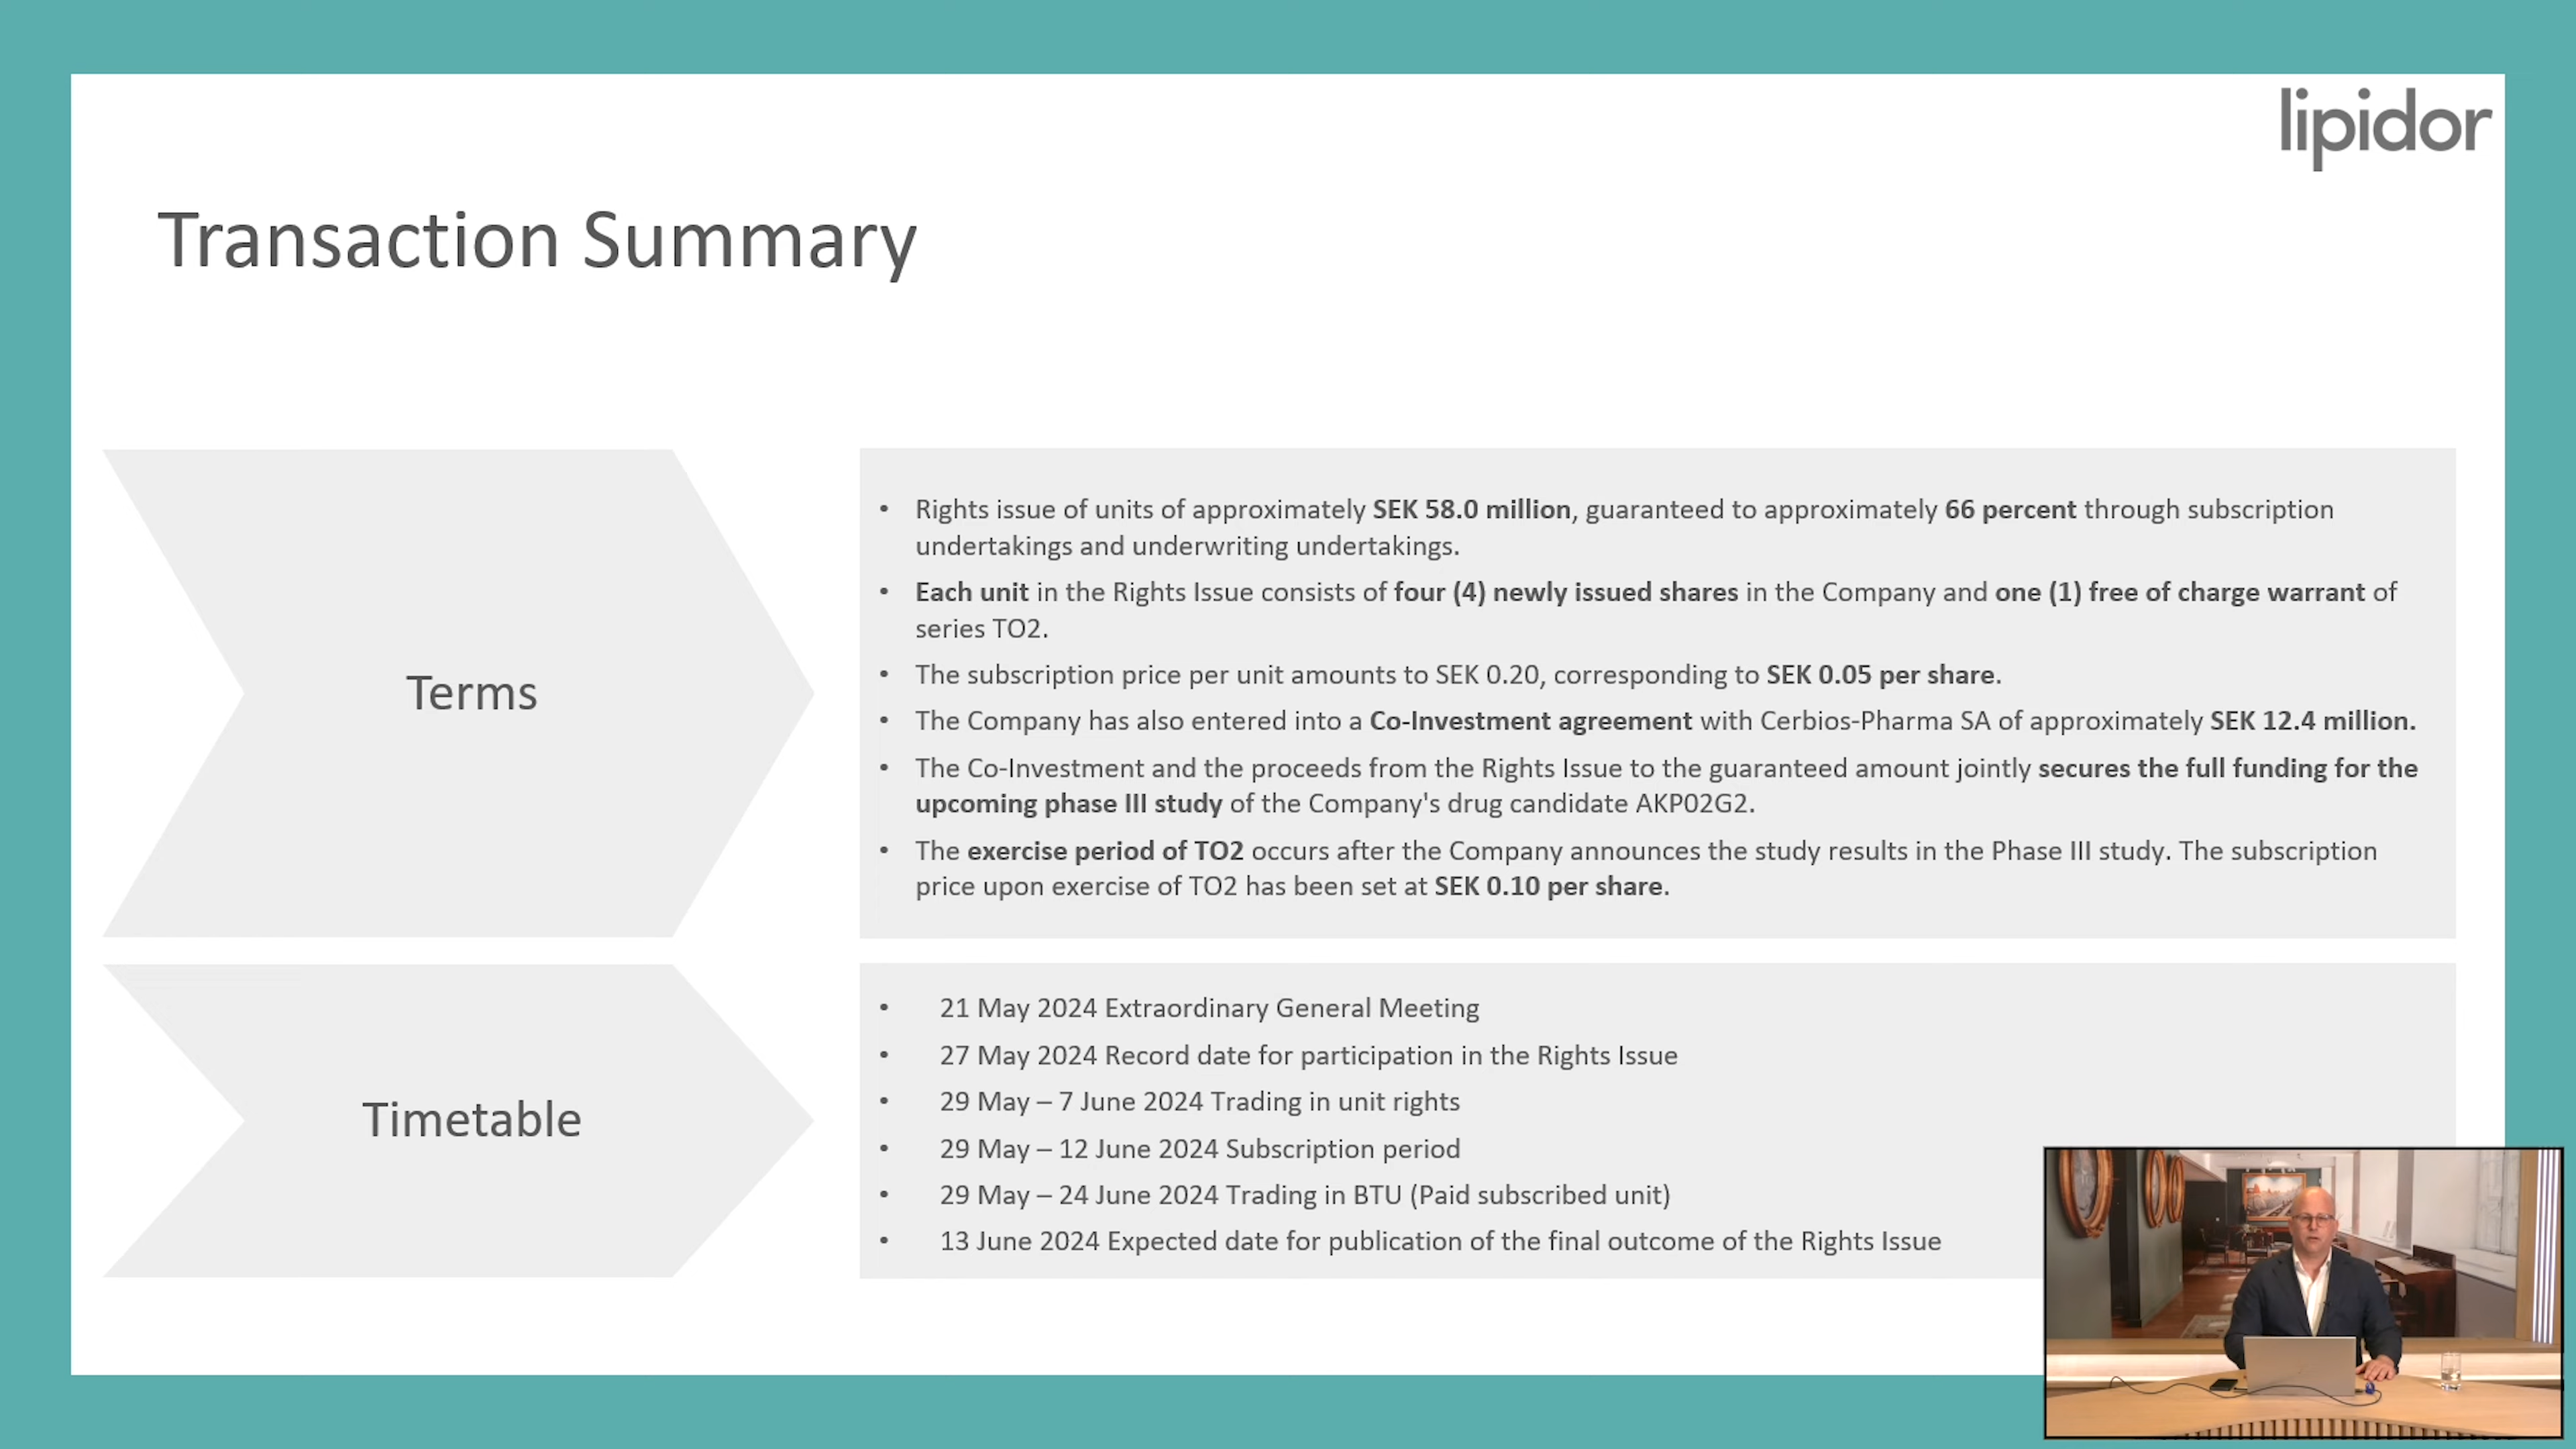 lipidor
Transaction Summary
Terms
• Rights issue of units of approximately SEK 58.0 million, guaranteed to approximately 66 percent through subscription
undertakings and underwriting undertakings.
• Each unit in the Rights Issue consists of four (4) newly issued shares in the Company and one (1) free of charge warrant of
series TO2.
• The subscription price per unit amounts to SEK 0.20, corresponding to SEK 0.05 per share.
• The Company has also entered into a Co-Investment agreement with Cerbios-Pharma SA of approximately SEK 12.4 million.
• The Co-Investment and the proceeds from the Rights Issue to the guaranteed amount jointly secures the full funding for the
upcoming phase III study of the Company's drug candidate AKP02G2.
• The exercise period of TO2 occurs after the Company announces the study results in the Phase III study. The subscription
price upon exercise of TO2 has been set at SEK 0.10 per share.
Timetable
• 21 May 2024 Extraordinary General Meeting
• 27 May 2024 Record date for participation in the Rights Issue
• 29 May – 7 June 2024 Trading in unit rights
• 29 May – 12 June 2024 Subscription period
• 29 May – 24 June 2024 Trading in BTU (Paid subscribed unit)
• 13 June 2024 Expected date for publication of the final outcome of the Rights Issue